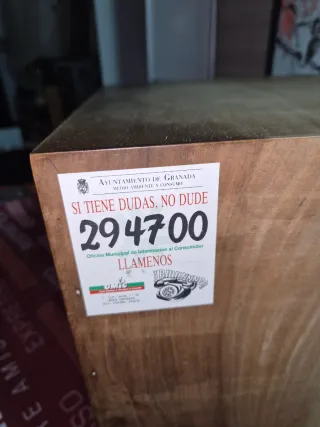 AYUNTAMIENTO DE GRANADA
MEDIO AMBIENTE Y CONSUMO
SI TIENE DUDAS, NO DUDE
294700
Oficina Municipal de Información al Consumidor
LLAMENOS